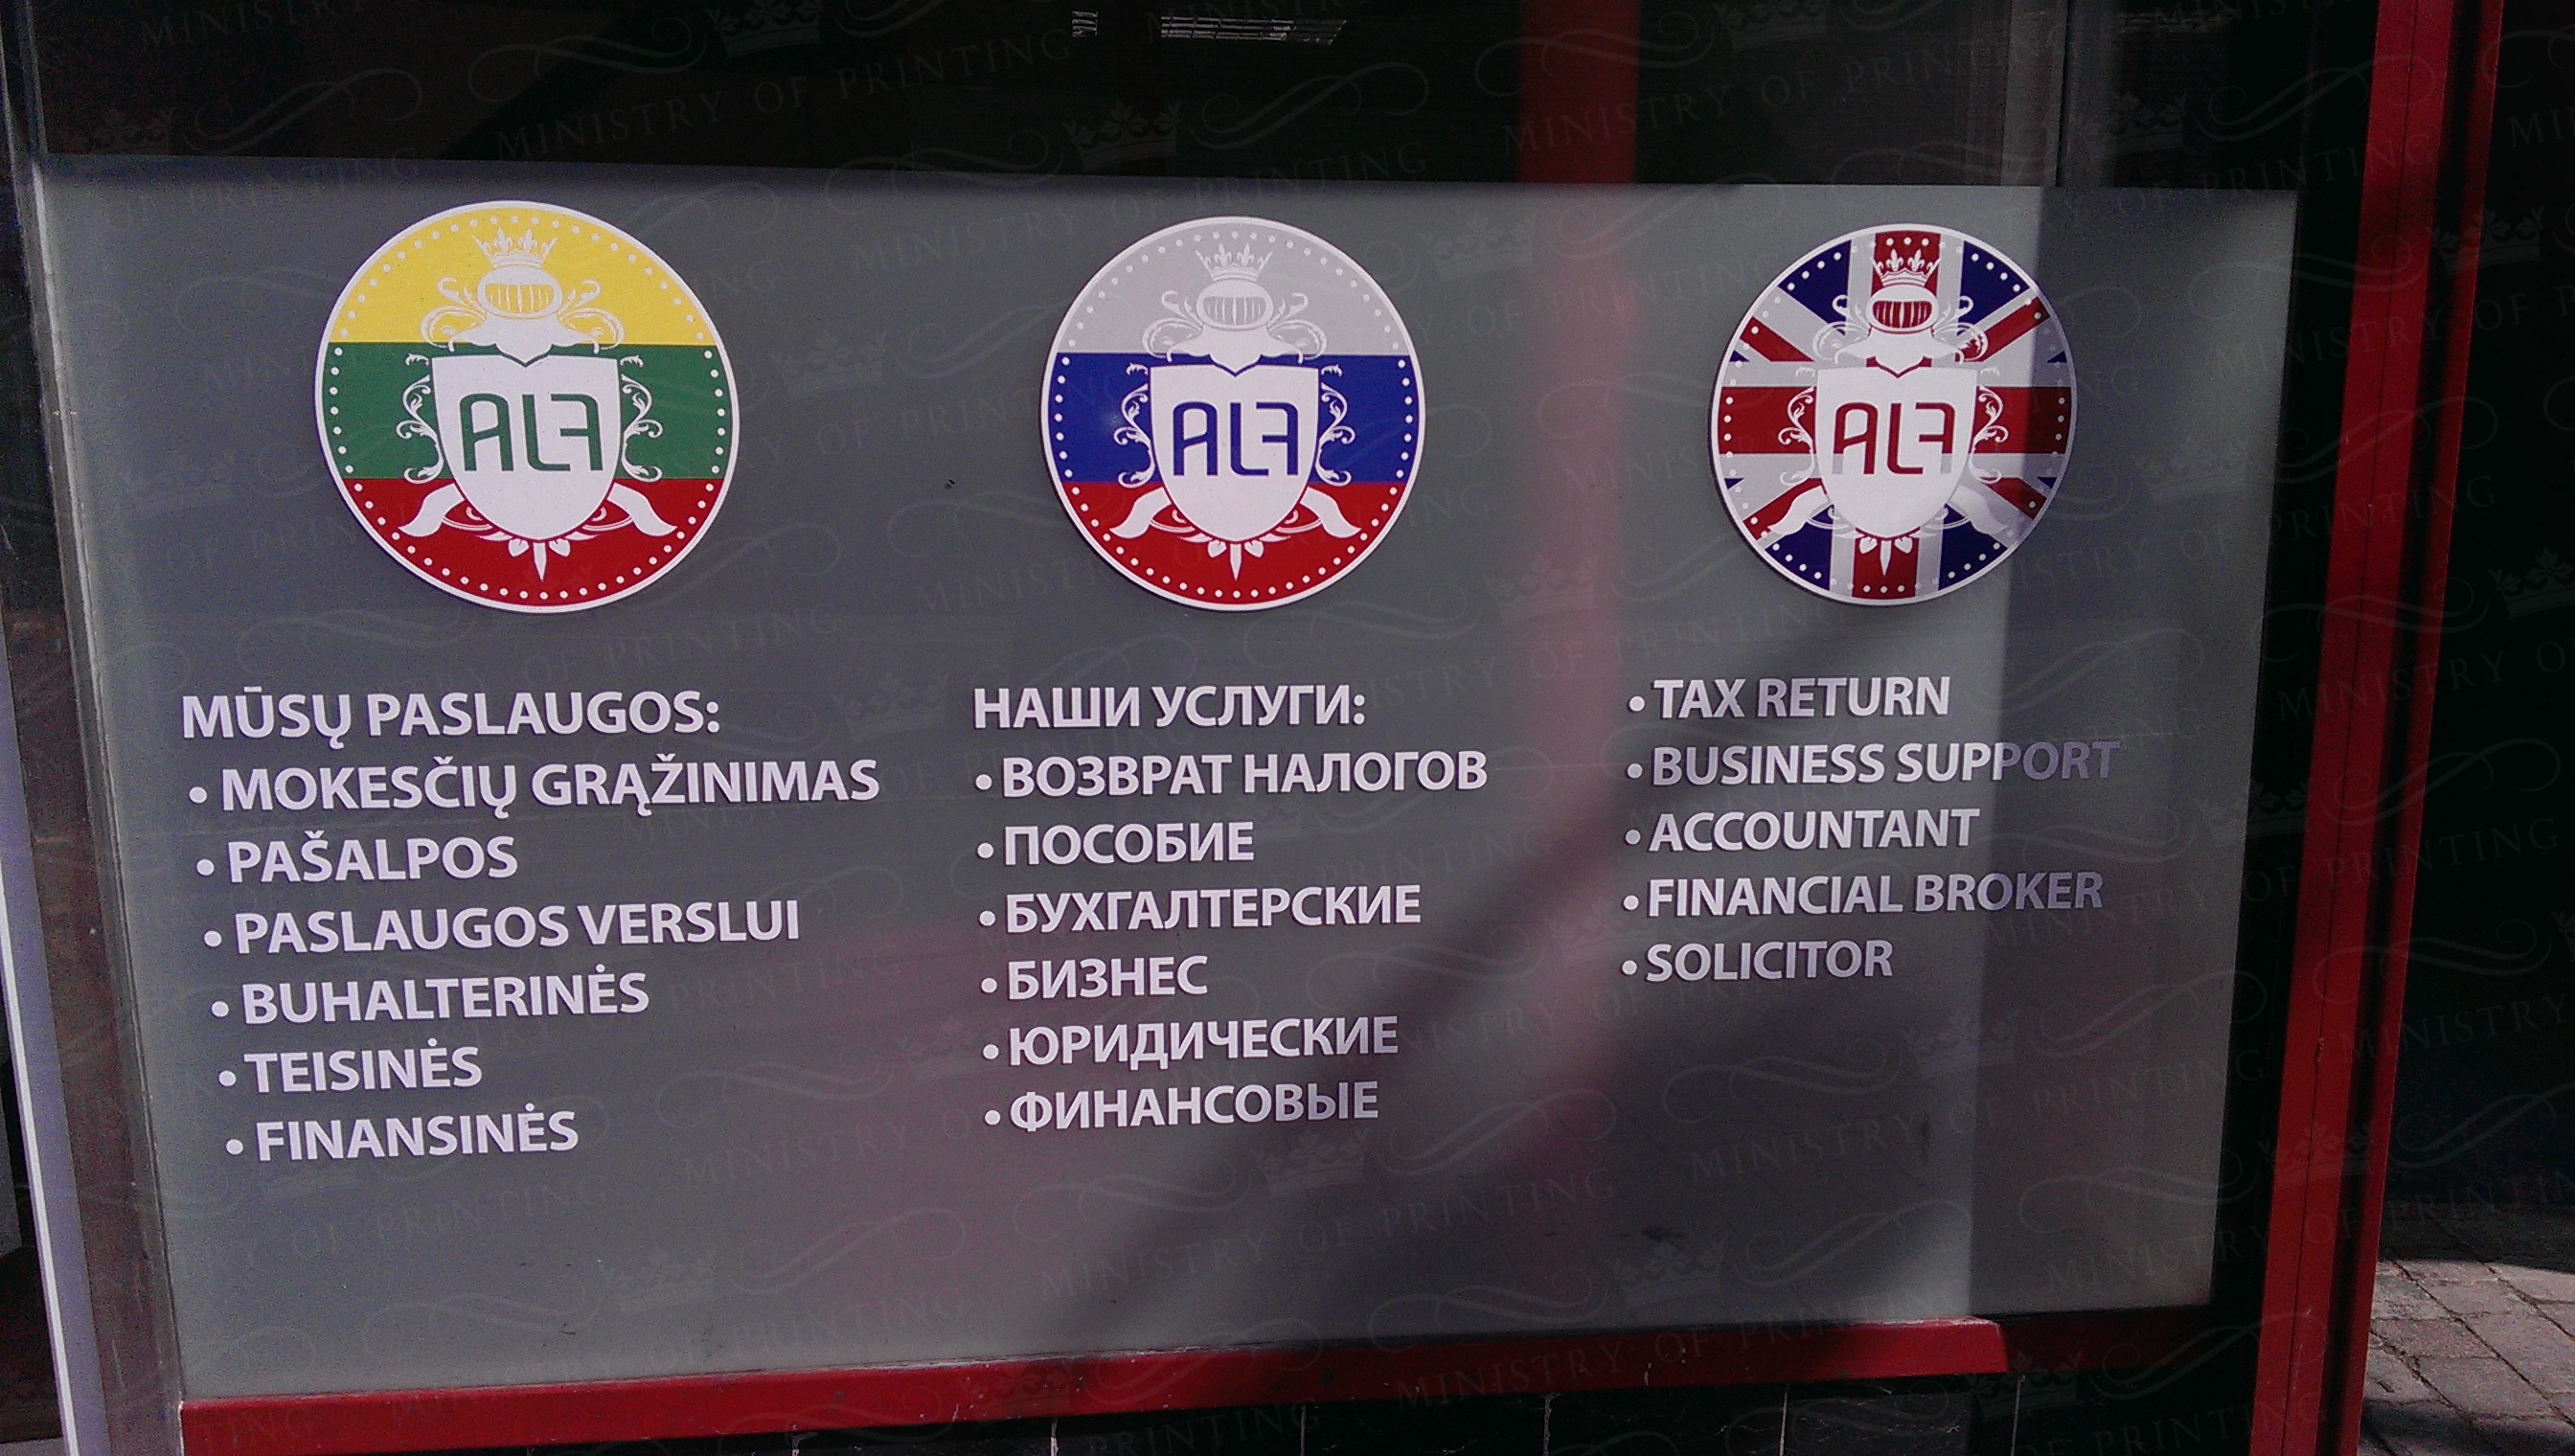 ALF
MŪSŲ PASLAUGOS:
• MOKESČIŲ GRĄŽINIMAS
• PAŠALPOS
• PASLAUGOS VERSLUI
• BUHALTERINĖS
• TEISINĖS
• FINANSINĖS
ALF
НАШИ УСЛУГИ:
• ВОЗВРАТ НАЛОГОВ
• ПОСОБИЕ
• БУХГАЛТЕРСКИЕ
• БИЗНЕС
• ЮРИДИЧЕСКИЕ
• ФИНАНСОВЫЕ
ALF
• TAX RETURN
• BUSINESS SUPPORT
• ACCOUNTANT
• FINANCIAL BROKER
• SOLICITOR
MINISTRY OF PRINTING